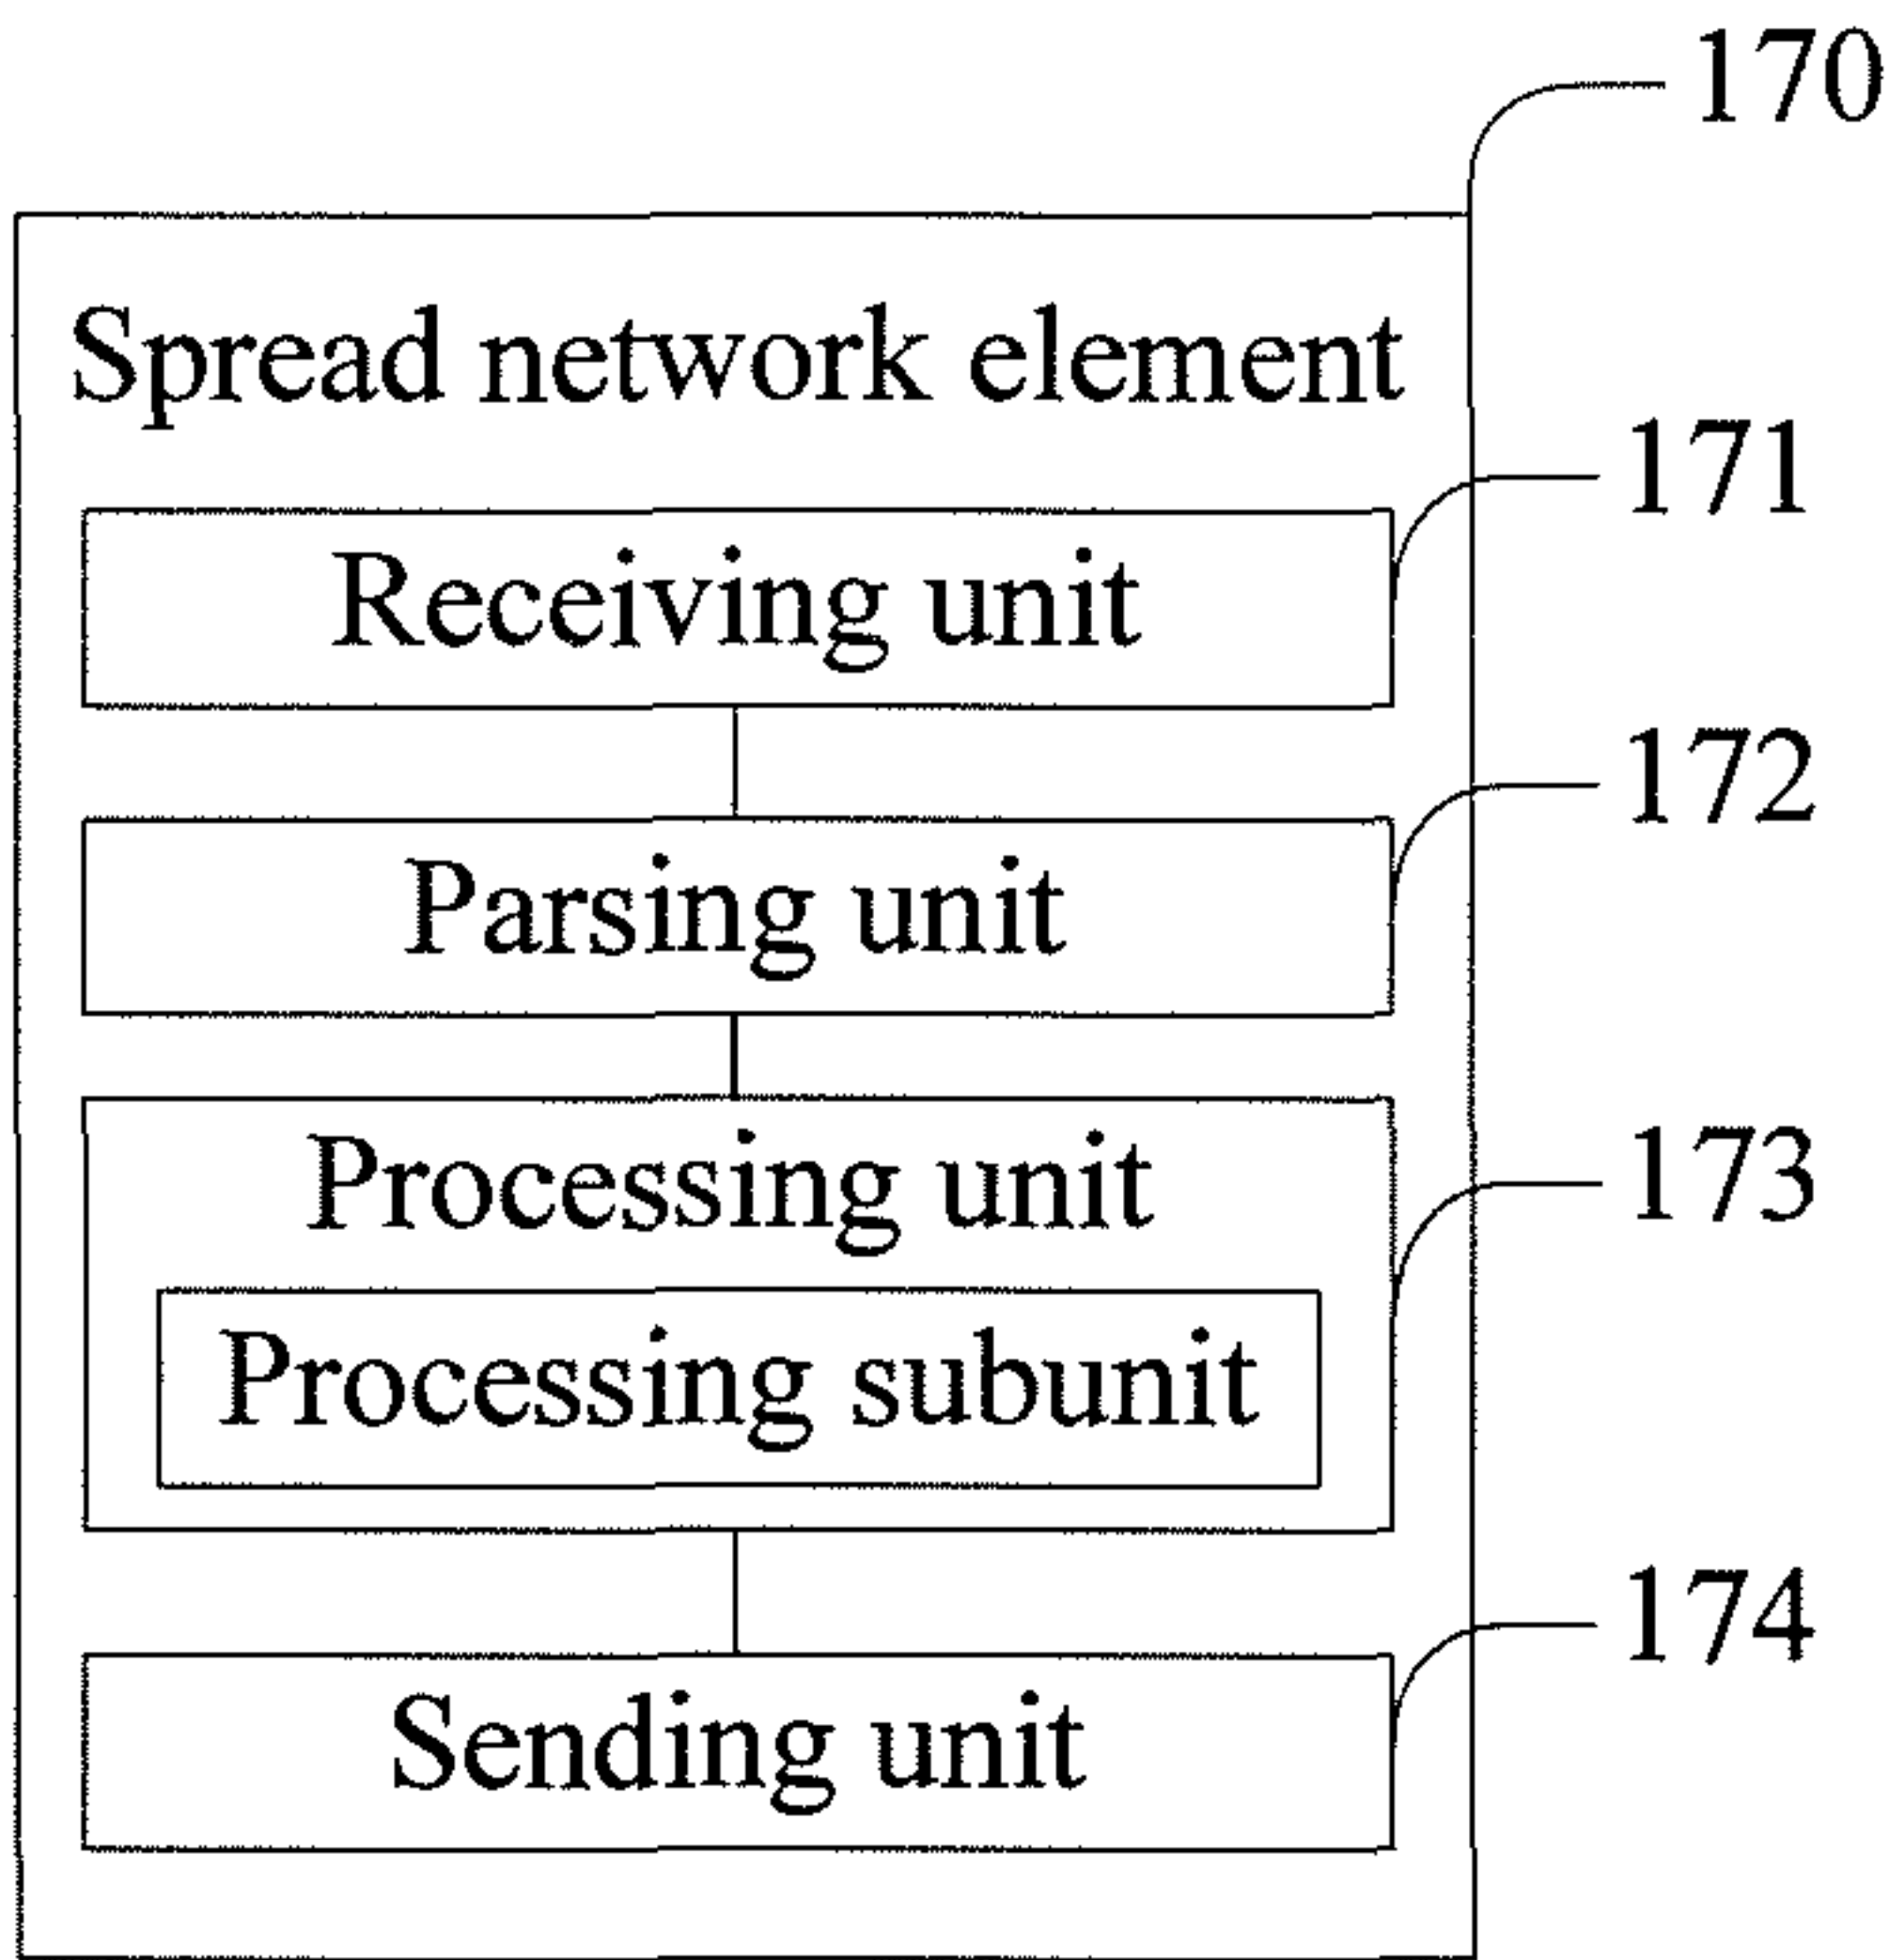 170
Spread network element
171
Receiving unit
172
Parsing unit
173
Processing unit
Processing subunit
174
Sending unit